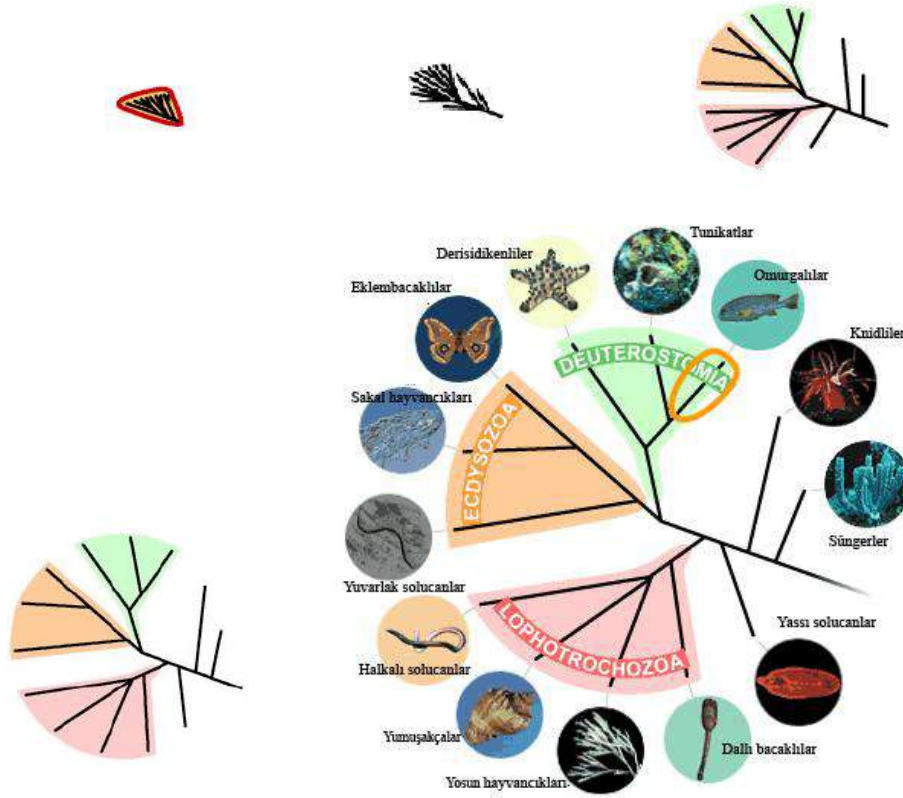 Tunikatlar
Derisidikenliler
Omurgalılar
Eklembacaklılar
Knidliler
DEUTEROSTOMIA
Sakal hayvancıkları
ECDYSOZOA
Süngerler
Yuvarlak solucanlar
Yassı solucanlar
LOPHOTROCHOZOA
Halkalı solucanlar
Yumuşakçalar
Dallı bacaklılar
Yosun hayvancıkları